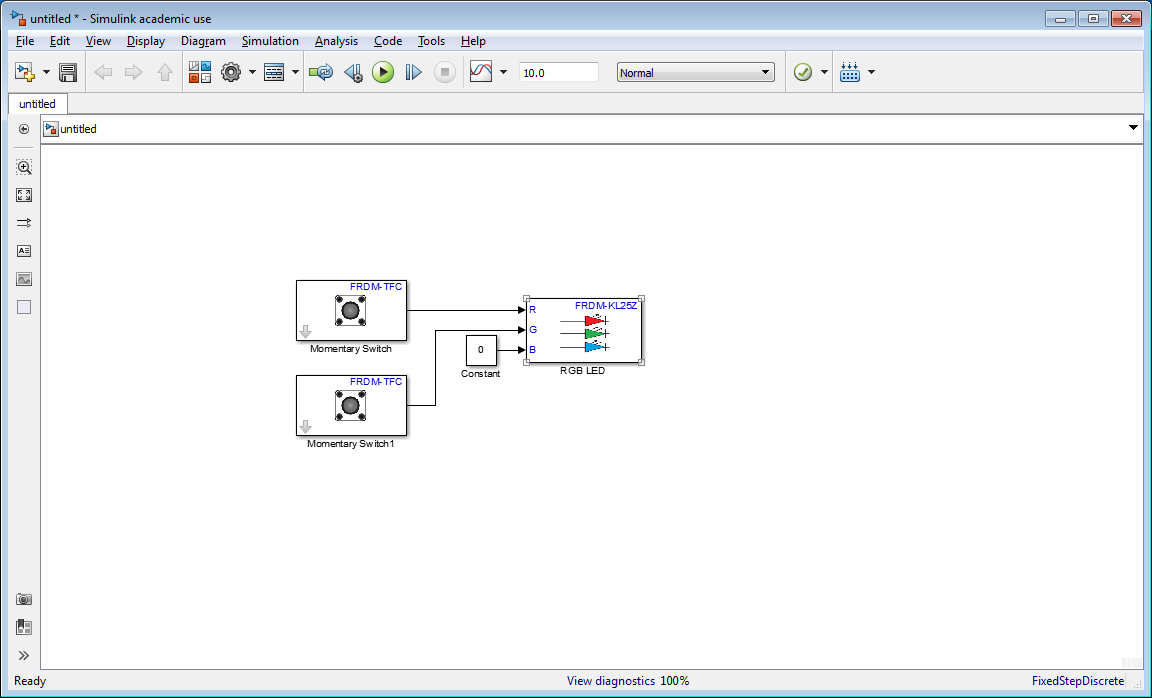 untitled * - Simulink academic use
File Edit View Display Diagram Simulation Analysis Code Tools Help
10.0 Normal
untitled
untitled
FRDM-TFC
Momentary Switch
FRDM-KL25Z
R
G
B
RGB LED
0
Constant
FRDM-TFC
Momentary Switch1
Ready View diagnostics 100% FixedStepDiscrete